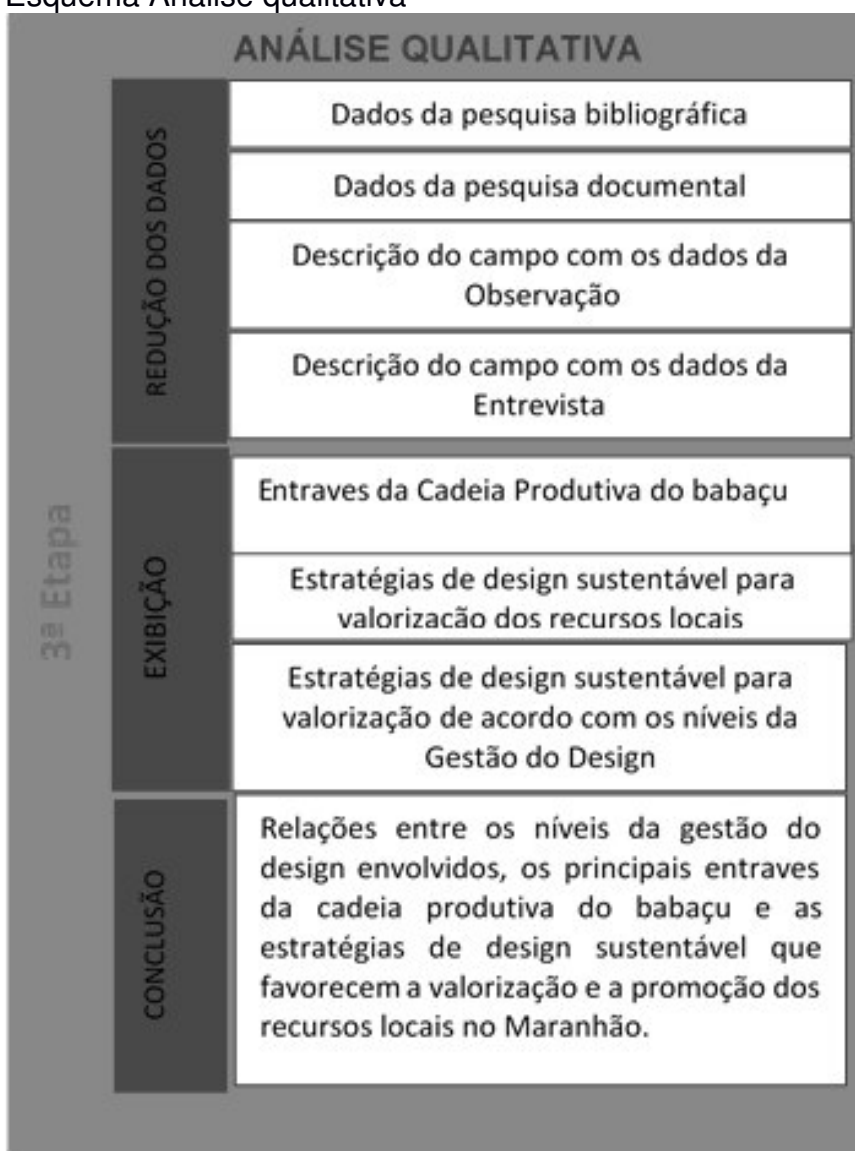 Esquema Análise qualitativa
ANÁLISE QUALITATIVA
3ª Etapa
REDUÇÃO DOS DADOS
Dados da pesquisa bibliográfica
Dados da pesquisa documental
Descrição do campo com os dados da
Observação
Descrição do campo com os dados da
Entrevista
EXIBIÇÃO
Entraves da Cadeia Produtiva do babaçu
Estratégias de design sustentável para
valorização dos recursos locais
Estratégias de design sustentável para
valorização de acordo com os níveis da
Gestão do Design
CONCLUSÃO
Relações entre os níveis da gestão do
design envolvidos, os principais entraves
da cadeia produtiva do babaçu e as
estratégias de design sustentável que
favorecem a valorização e a promoção dos
recursos locais no Maranhão.